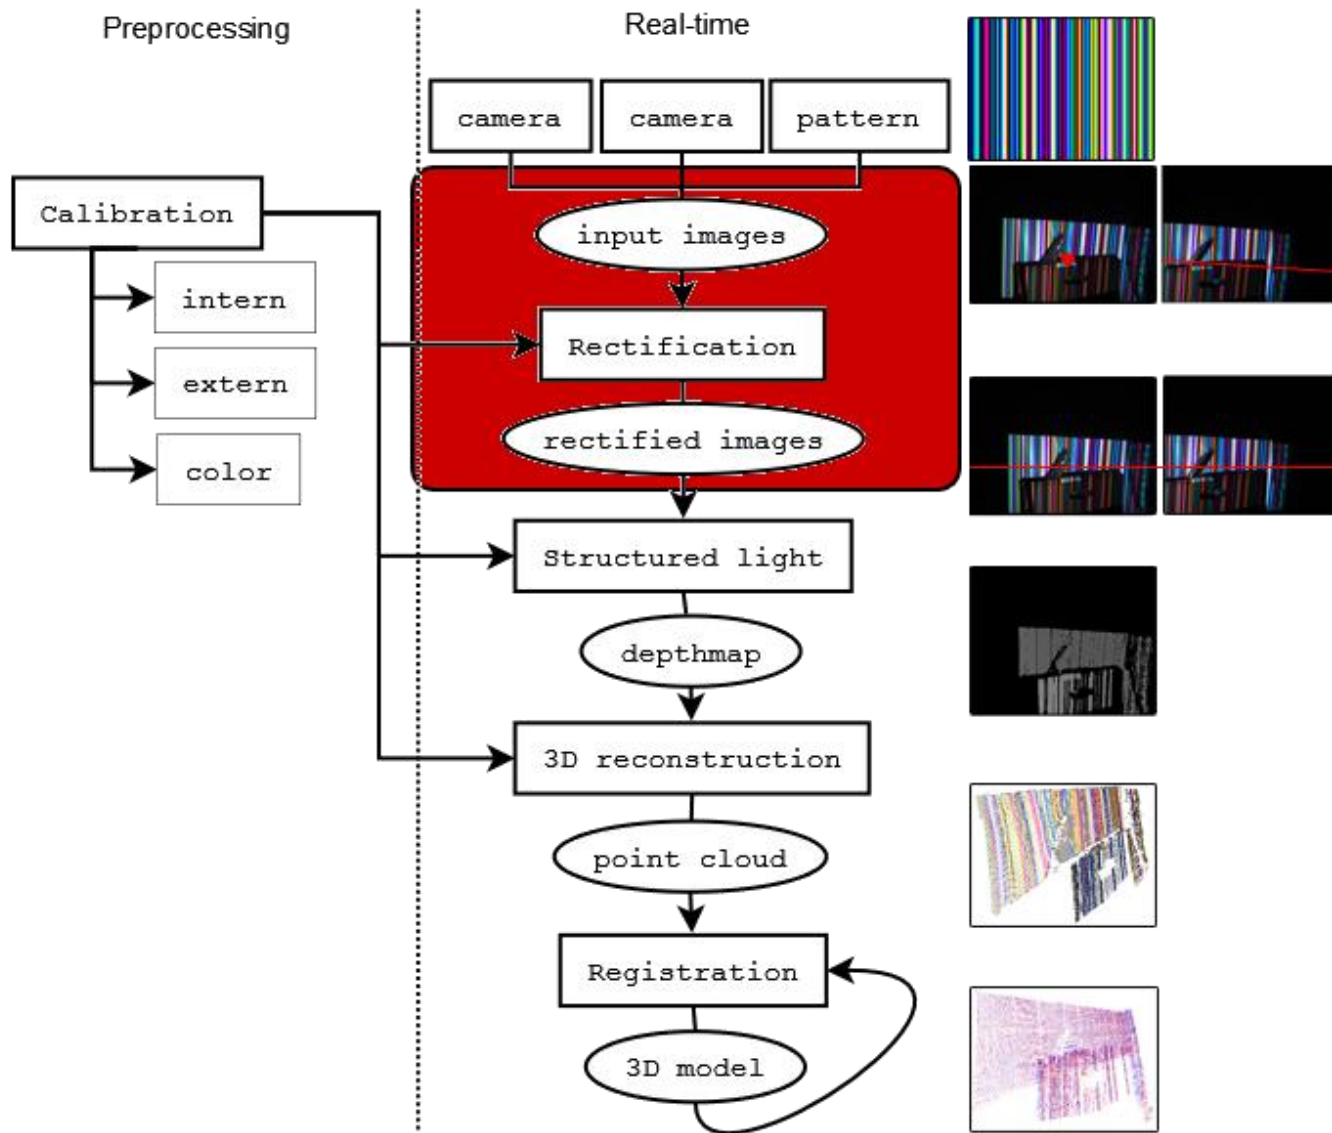 Preprocessing
Real-time
camera
camera
pattern
Calibration
input images
intern
Rectification
extern
rectified images
color
Structured light
depthmap
3D reconstruction
point cloud
Registration
3D model